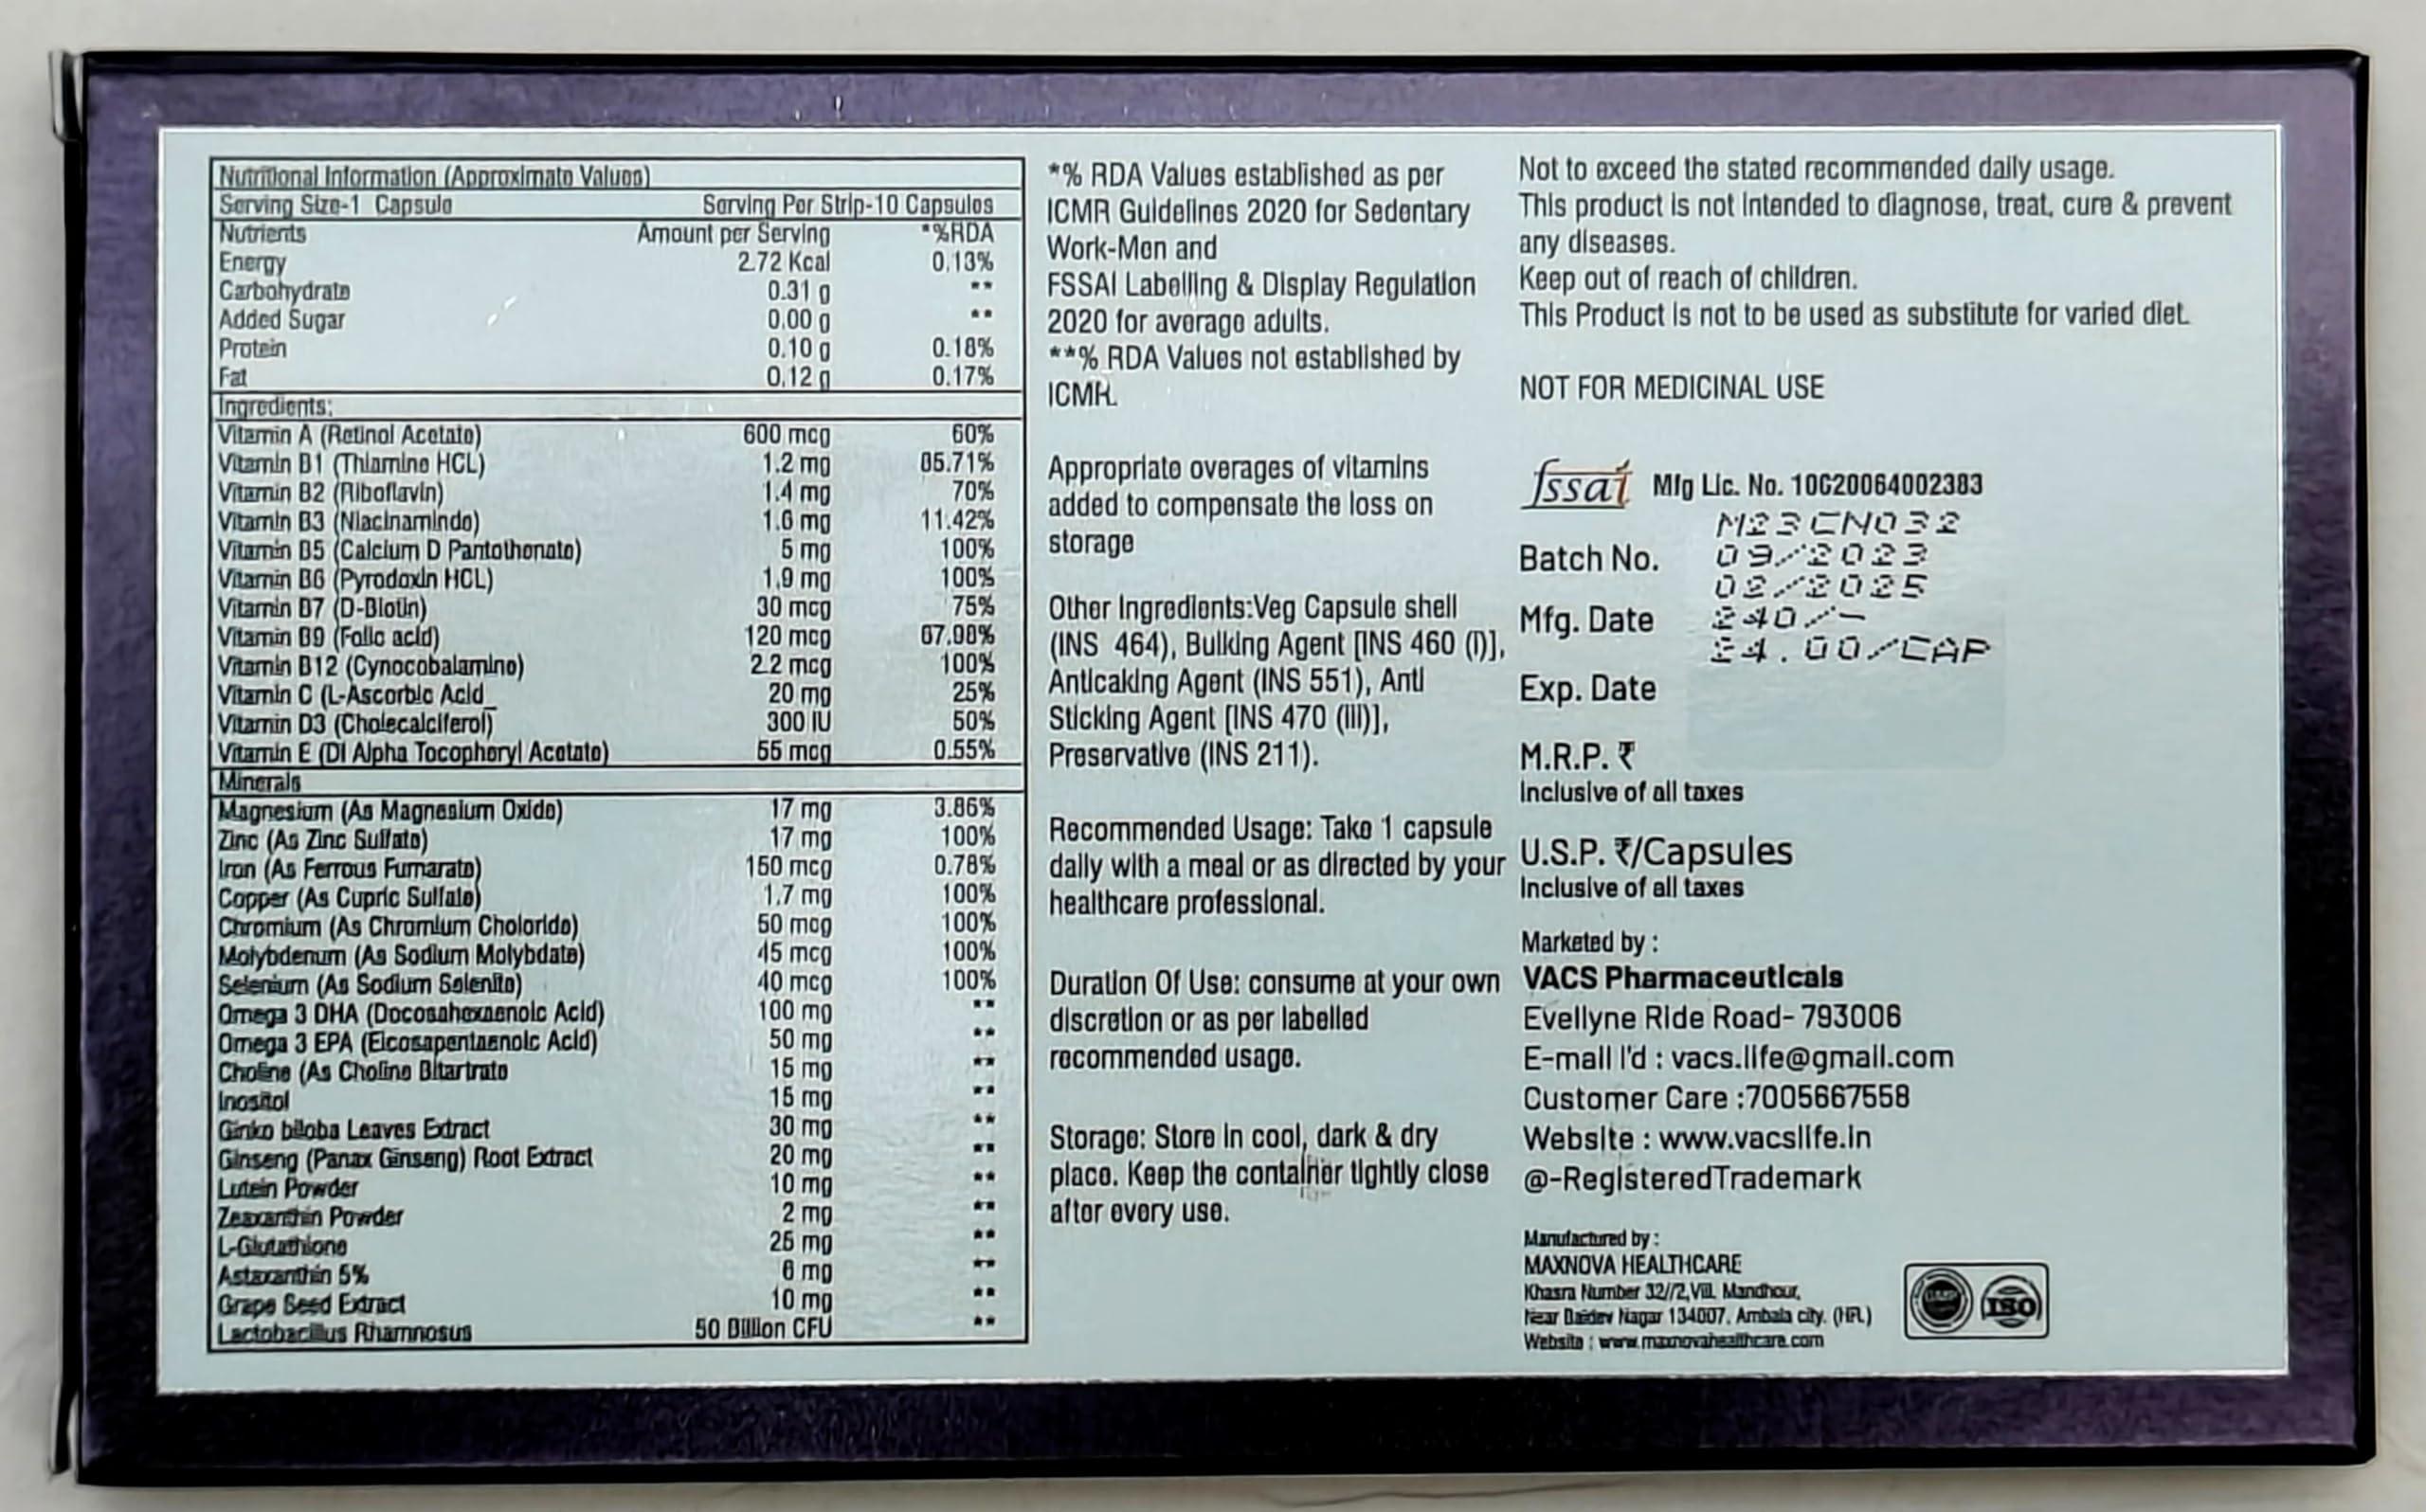 Nutritional Information (Approximate Values)
Serving Size-1 Capsule Serving Per Strip-10 Capsules
Nutrients Amount per Serving *%RDA
Energy 2.72 Kcal 0.13%
Carbohydrate 0.31 g **
Added Sugar 0.00 g **
Protein 0.10 g 0.18%
Fat 0.12 g 0.17%
Ingredients:
Vitamin A (Retinol Acetate) 600 mcg 60%
Vitamin B1 (Thiamine HCL) 1.2 mg 85.71%
Vitamin B2 (Riboflavin) 1.4 mg 70%
Vitamin B3 (Niacinaminde) 1.6 mg 11.42%
Vitamin B5 (Calcium D Pantothenate) 5 mg 100%
Vitamin B6 (Pyrodoxin HCL) 1.9 mg 100%
Vitamin B7 (D-Biotin) 30 mcg 75%
Vitamin B9 (Folic acid) 120 mcg 67.98%
Vitamin B12 (Cynocobalamine) 2.2 mcg 100%
Vitamin C (L-Ascorbic Acid_ 20 mg 25%
Vitamin D3 (Cholecalciferol) 300 IU 50%
Vitamin E (Dl Alpha Tocopheryl Acetate) 55 mcg 0.55%
Minerals
Magnesium (As Magnesium Oxide) 17 mg 3.86%
Zinc (As Zinc Sulfate) 17 mg 100%
Iron (As Ferrous Fumarate) 150 mcg 0.78%
Copper (As Cupric Sulfate) 1.7 mg 100%
Chromium (As Chromium Choloride) 50 mcg 100%
Molybdenum (As Sodium Molybdate) 45 mcg 100%
Selenium (As Sodium Selenite) 40 mcg 100%
Omega 3 DHA (Docosahexaenoic Acid) 100 mg **
Omega 3 EPA (Eicosapentaenoic Acid) 50 mg **
Choline (As Choline Bitartrate 15 mg **
Inositol 15 mg **
Ginko biloba Leaves Extract 30 mg **
Ginseng (Panax Ginseng) Root Extract 20 mg **
Lutein Powder 10 mg **
Zeaxanthin Powder 2 mg **
L-Glutathione 25 mg **
Astaxanthin 5% 6 mg **
Grape Seed Extract 10 mg **
Lactobacillus Rhamnosus 50 Billion CFU **
*% RDA Values established as per
ICMR Guidelines 2020 for Sedentary
Work-Men and
FSSAI Labelling & Display Regulation
2020 for average adults.
**% RDA Values not established by
ICMR.
Appropriate overages of vitamins
added to compensate the loss on
storage
Other Ingredients:Veg Capsule shell
(INS 464), Bulking Agent [INS 460 (I)],
Anticaking Agent (INS 551), Anti
Sticking Agent [INS 470 (III)],
Preservative (INS 211).
Recommended Usage: Take 1 capsule
daily with a meal or as directed by your
healthcare professional.
Duration Of Use: consume at your own
discretion or as per labelled
recommended usage.
Storage: Store in cool, dark & dry
place. Keep the container tightly close
after every use.
Not to exceed the stated recommended daily usage.
This product is not intended to diagnose, treat, cure & prevent
any diseases.
Keep out of reach of children.
This Product is not to be used as substitute for varied diet.
NOT FOR MEDICINAL USE
fssai Mfg Lic. No. 10620064002383
M23CN032
Batch No. 09/2023
02/2025
Mfg. Date 240/-
24.00/CAP
Exp. Date
M.R.P. ₹
Inclusive of all taxes
U.S.P. ₹/Capsules
Inclusive of all taxes
Marketed by :
VACS Pharmaceuticals
Evellyne Ride Road- 793006
E-mail I'd : vacs.life@gmail.com
Customer Care :7005667558
Website : www.vacslife.in
@-RegisteredTrademark
Manufactured by :
MAXNOVA HEALTHCARE
Khasra Number 32//2,Vill. Mandhour,
Near Baldev Nagar 134007, Ambala city. (HR.)
Website : www.maxnovahealthcare.com
ISO